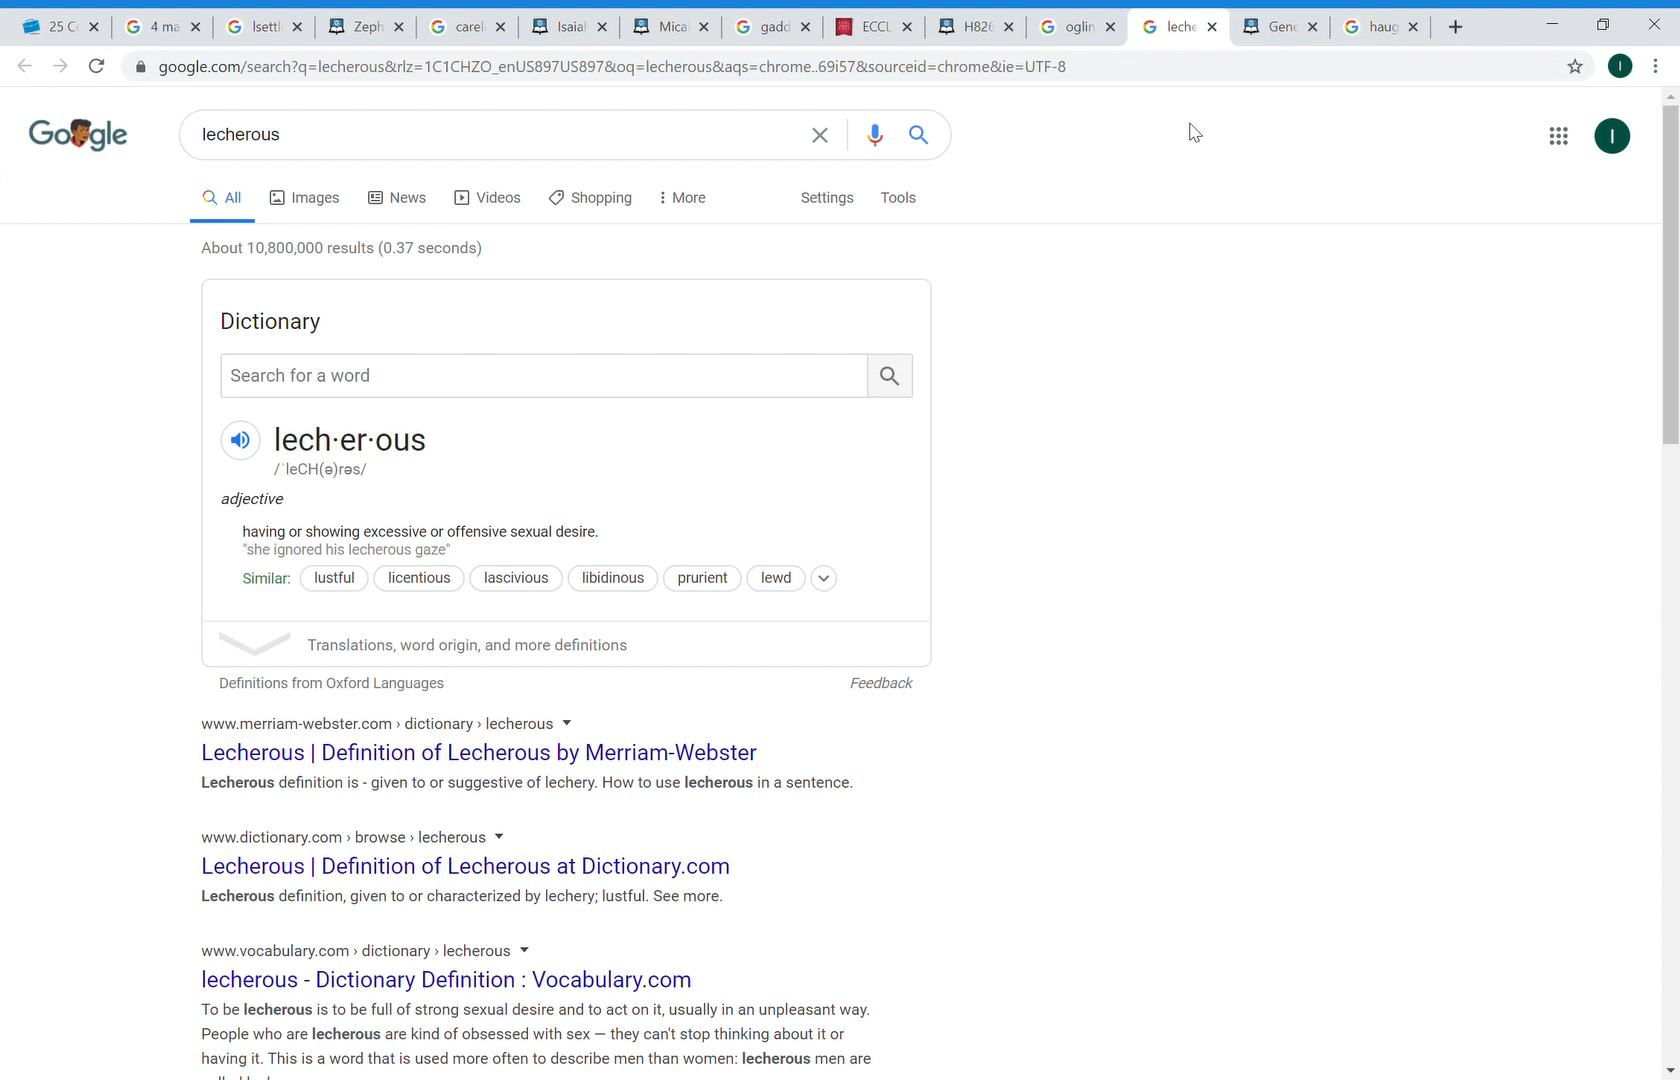 25 Co
4 ma
lsettl
Zeph
carel
Isaial
Mical
gadd
ECCL
H826
oglin
leche
Gene
haug
google.com/search?q=lecherous&rlz=1C1CHZO_enUS897US897&oq=lecherous&aqs=chrome..69i57&sourceid=chrome&ie=UTF-8
I
Google
lecherous
I
All
Images
News
Videos
Shopping
More
Settings
Tools
About 10,800,000 results (0.37 seconds)
Dictionary
Search for a word
lech·er·ous
/ˈleCH(ə)rəs/
adjective
having or showing excessive or offensive sexual desire.
"she ignored his lecherous gaze"
Similar: lustful licentious lascivious libidinous prurient lewd
Translations, word origin, and more definitions
Definitions from Oxford Languages
Feedback
www.merriam-webster.com › dictionary › lecherous
Lecherous | Definition of Lecherous by Merriam-Webster
Lecherous definition is - given to or suggestive of lechery. How to use lecherous in a sentence.
www.dictionary.com › browse › lecherous
Lecherous | Definition of Lecherous at Dictionary.com
Lecherous definition, given to or characterized by lechery; lustful. See more.
www.vocabulary.com › dictionary › lecherous
lecherous - Dictionary Definition : Vocabulary.com
To be lecherous is to be full of strong sexual desire and to act on it, usually in an unpleasant way.
People who are lecherous are kind of obsessed with sex — they can't stop thinking about it or
having it. This is a word that is used more often to describe men than women: lecherous men are